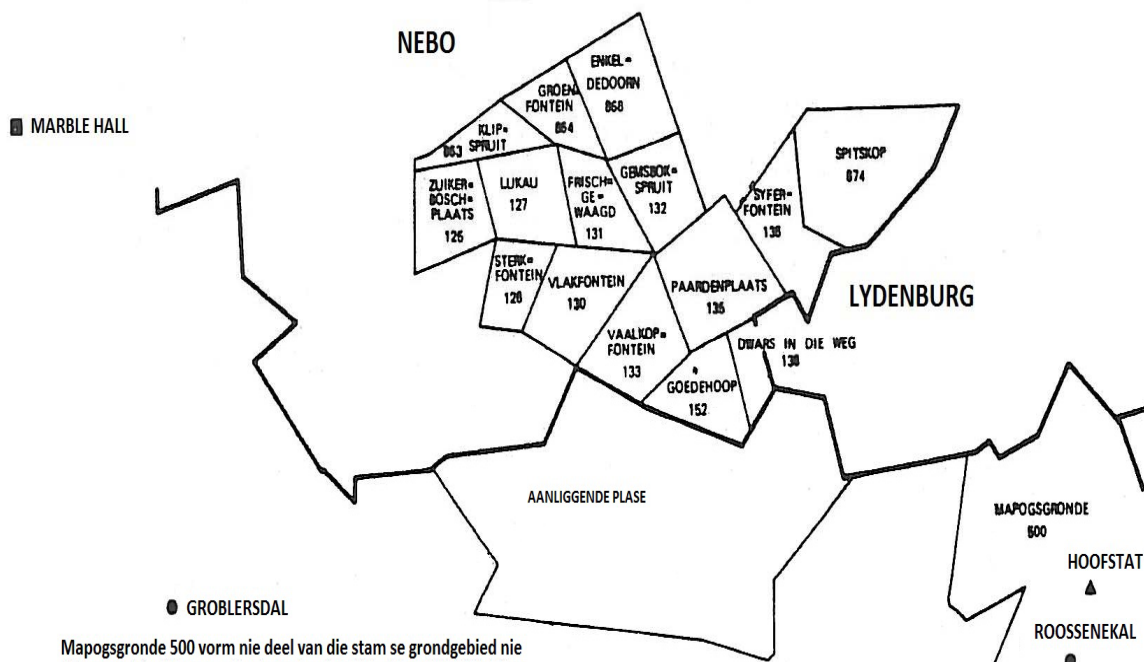 NEBO
ENKEL=
DEDOORN
868
GROEN
FONTEIN
864
MARBLE HALL
KLIP=
SPRUIT
863
SPITSKOP
874
ZUIKER=
BOSCH=
PLAATS
126
LUKAU
127
FRISCH=
GE=
WAAGD
131
GEMSBOK=
SPRUIT
132
SYFER=
FONTEIN
138
STERK=
FONTEIN
128
VLAKFONTEIN
130
PAARDENPLAATS
135
LYDENBURG
VAALKOP=
FONTEIN
133
DWARS IN DIE WEG
138
GOEDEHOOP
152
AANLIGGENDE PLASE
MAPOGSGRONDE
500
HOOFSTAT
GROBLERSDAL
ROOSSENEKAL
Mapogsgronde 500 vorm nie deel van die stam se grondgebied nie